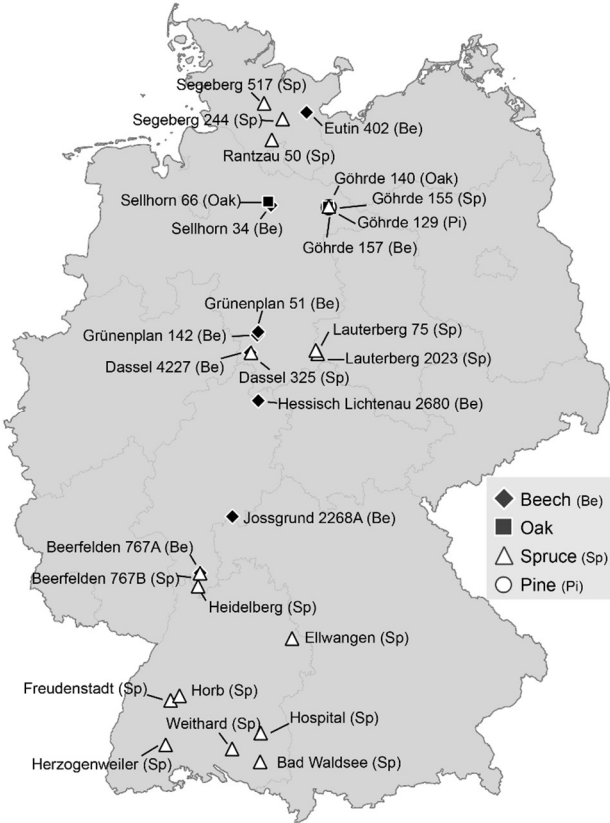 Segeberg 517 (Sp)
Segeberg 244 (Sp)
Eutin 402 (Be)
Rantzau 50 (Sp)
Göhrde 140 (Oak)
Sellhorn 66 (Oak)
Göhrde 155 (Sp)
Göhrde 129 (Pi)
Sellhorn 34 (Be)
Göhrde 157 (Be)
Grünenplan 51 (Be)
Grünenplan 142 (Be)
Lauterberg 75 (Sp)
Dassel 4227 (Be)
Lauterberg 2023 (Sp)
Dassel 325 (Sp)
Hessisch Lichtenau 2680 (Be)
Jossgrund 2268A (Be)
Beech (Be)
Oak
Spruce (Sp)
Pine (Pi)
Beerfelden 767A (Be)
Beerfelden 767B (Sp)
Heidelberg (Sp)
Ellwangen (Sp)
Freudenstadt (Sp)
Horb (Sp)
Weithard (Sp)
Hospital (Sp)
Herzogenweiler (Sp)
Bad Waldsee (Sp)